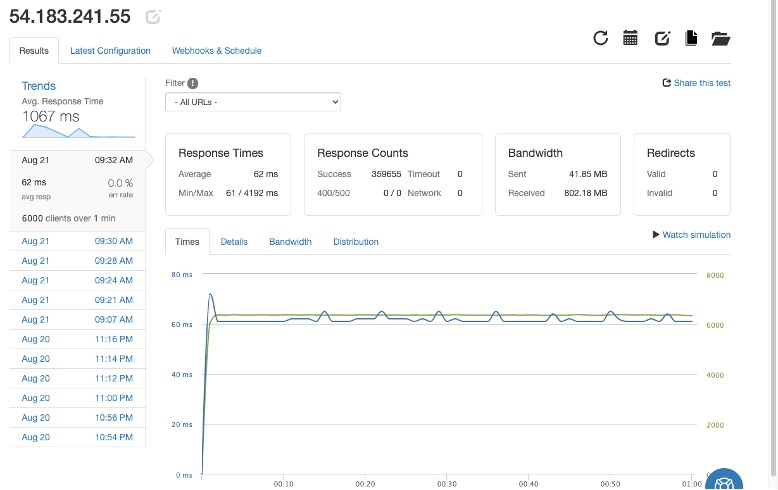 54.183.241.55
Results Latest Configuration Webhooks & Schedule
Trends
Avg. Response Time
1067 ms
Aug 21 09:32 AM
62 ms 0.0 %
avg resp err rate
6000 clients over 1 min
Aug 21 09:30 AM
Aug 21 09:28 AM
Aug 21 09:24 AM
Aug 21 09:21 AM
Aug 21 09:07 AM
Aug 20 11:16 PM
Aug 20 11:14 PM
Aug 20 11:12 PM
Aug 20 11:00 PM
Aug 20 10:56 PM
Aug 20 10:54 PM
Filter !
Share this test
- All URLs -
Response Times
Average 62 ms
Min/Max 61 / 4192 ms
Response Counts
Success 359655 Timeout 0
400/500 0 / 0 Network 0
Bandwidth
Sent 41.85 MB
Received 802.18 MB
Redirects
Valid 0
Invalid 0
Times Details Bandwidth Distribution
Watch simulation
80 ms 8000
60 ms 6000
40 ms 4000
20 ms 2000
0 ms
00:10 00:20 00:30 00:40 00:50 01:00